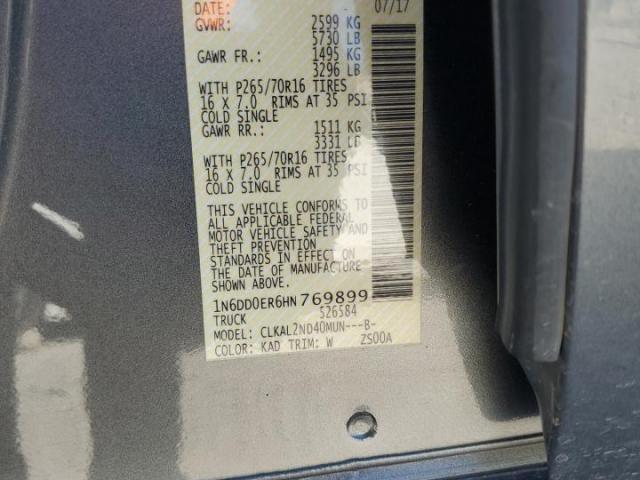 DATE: 07/17
GVWR: 2599 KG
5730 LB
GAWR FR.: 1495 KG
3296 LB
WITH P265/70R16 TIRES
16 X 7.0 RIMS AT 35 PSI
COLD SINGLE
GAWR RR.: 1511 KG
3331 LB
WITH P265/70R16 TIRES
16 X 7.0 RIMS AT 35 PSI
COLD SINGLE
THIS VEHICLE CONFORMS TO
ALL APPLICABLE FEDERAL
MOTOR VEHICLE SAFETY AND
THEFT PREVENTION
STANDARDS IN EFFECT ON
THE DATE OF MANUFACTURE
SHOWN ABOVE.
1N6DD0ER6HN769899
TRUCK 526584
MODEL: CLKAL2ND40MUN---B-
COLOR: KAD TRIM: W ZS00A